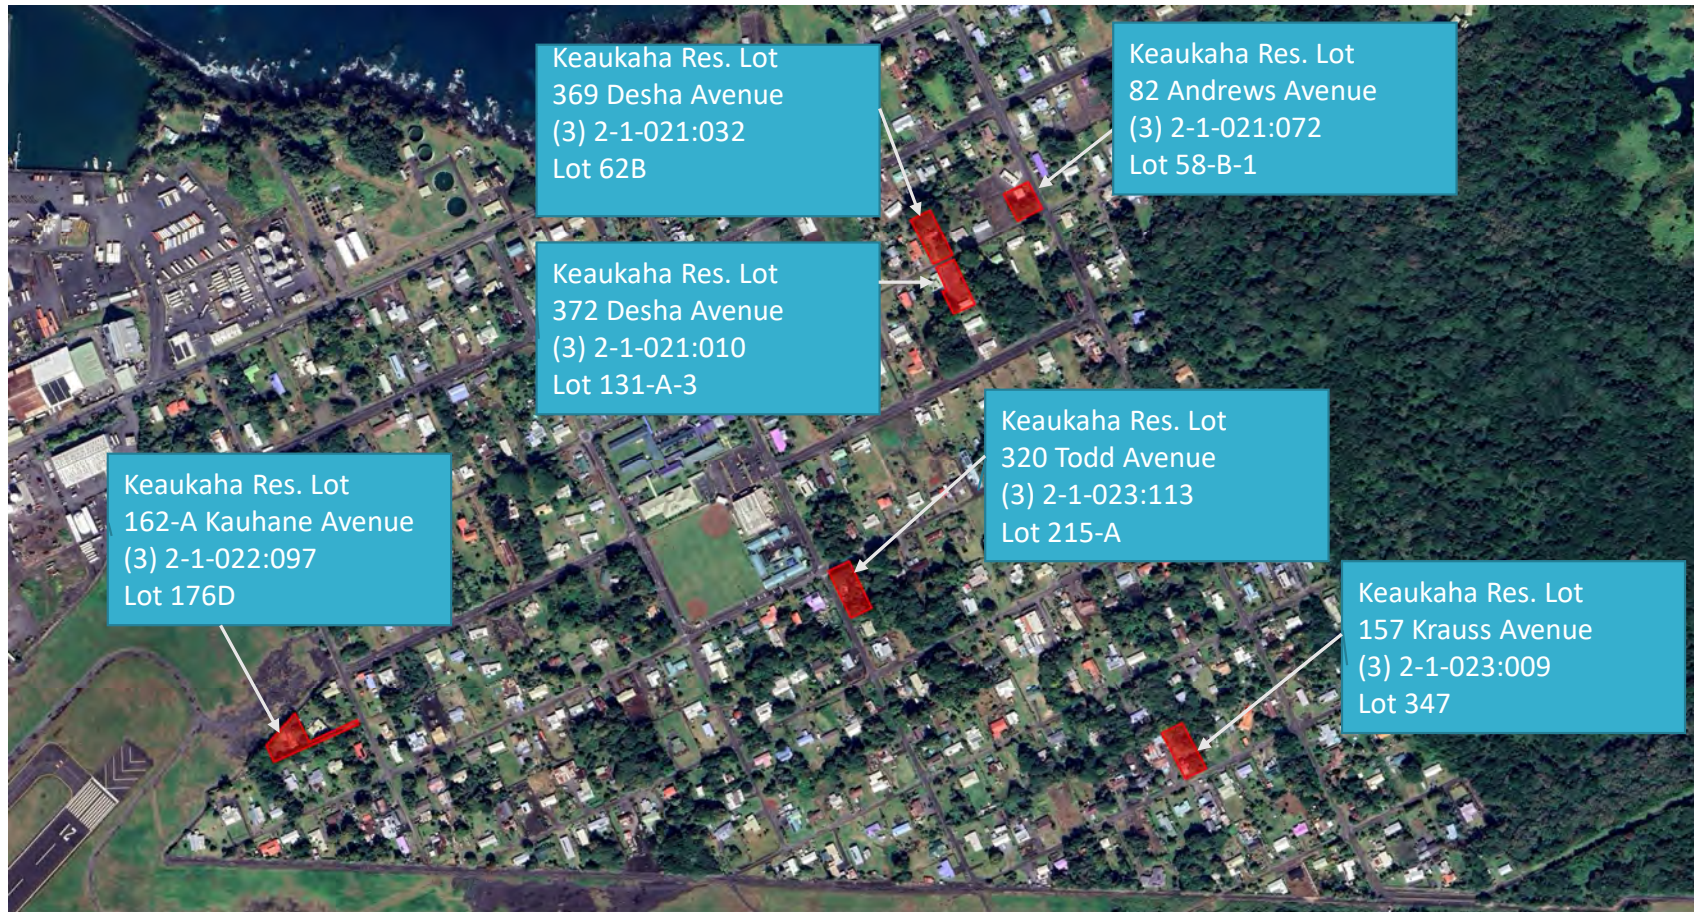 Keaukaha Res. Lot
369 Desha Avenue
(3) 2-1-021:032
Lot 62B
Keaukaha Res. Lot
82 Andrews Avenue
(3) 2-1-021:072
Lot 58-B-1
Keaukaha Res. Lot
372 Desha Avenue
(3) 2-1-021:010
Lot 131-A-3
Keaukaha Res. Lot
320 Todd Avenue
(3) 2-1-023:113
Lot 215-A
Keaukaha Res. Lot
162-A Kauhane Avenue
(3) 2-1-022:097
Lot 176D
Keaukaha Res. Lot
157 Krauss Avenue
(3) 2-1-023:009
Lot 347
21